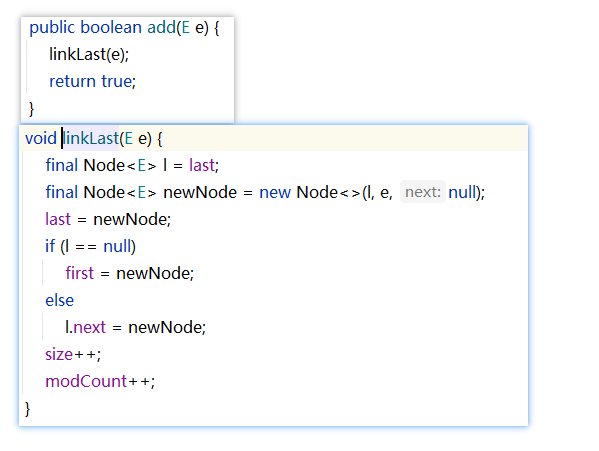 public boolean add(E e) {
linkLast(e);
return true;
}
void linkLast(E e) {
final Node<E> l = last;
final Node<E> newNode = new Node<>(l, e, next: null);
last = newNode;
if (l == null)
first = newNode;
else
l.next = newNode;
size++;
modCount++;
}